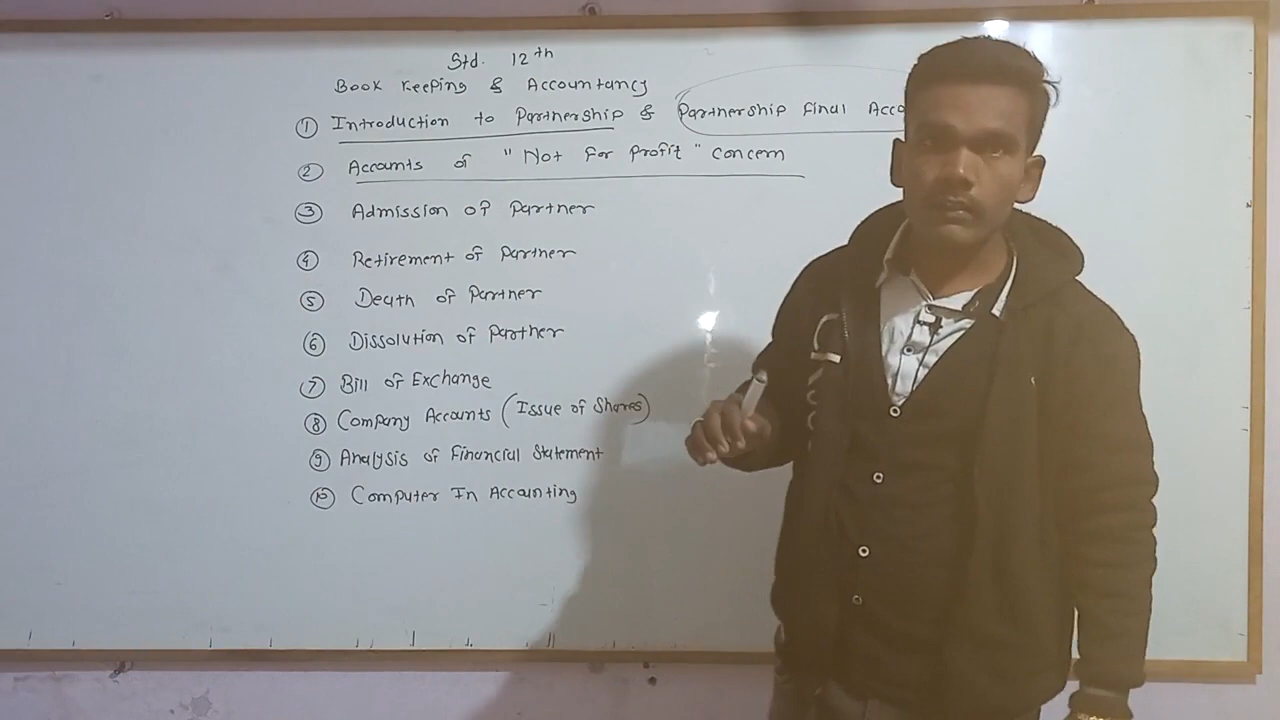 Std. 12th
Book Keeping & Accountancy
① Introduction to Partnership & Partnership Final Acco
② Accounts of "Not For Profit" Concern
③ Admission of Partner
④ Retirement of Partner
⑤ Death of Partner
⑥ Dissolution of Partner
⑦ Bill of Exchange
⑧ Company Accounts (Issue of Shares)
⑨ Analysis of Financial Statement
⑩ Computer In Accounting